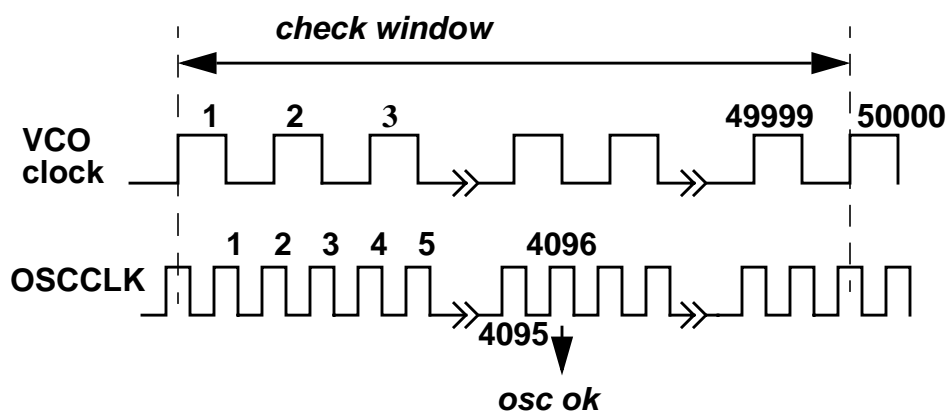 check window
1 2 3 49999 50000
VCO
clock
1 2 3 4 5 4096
OSCCLK
4095
osc ok